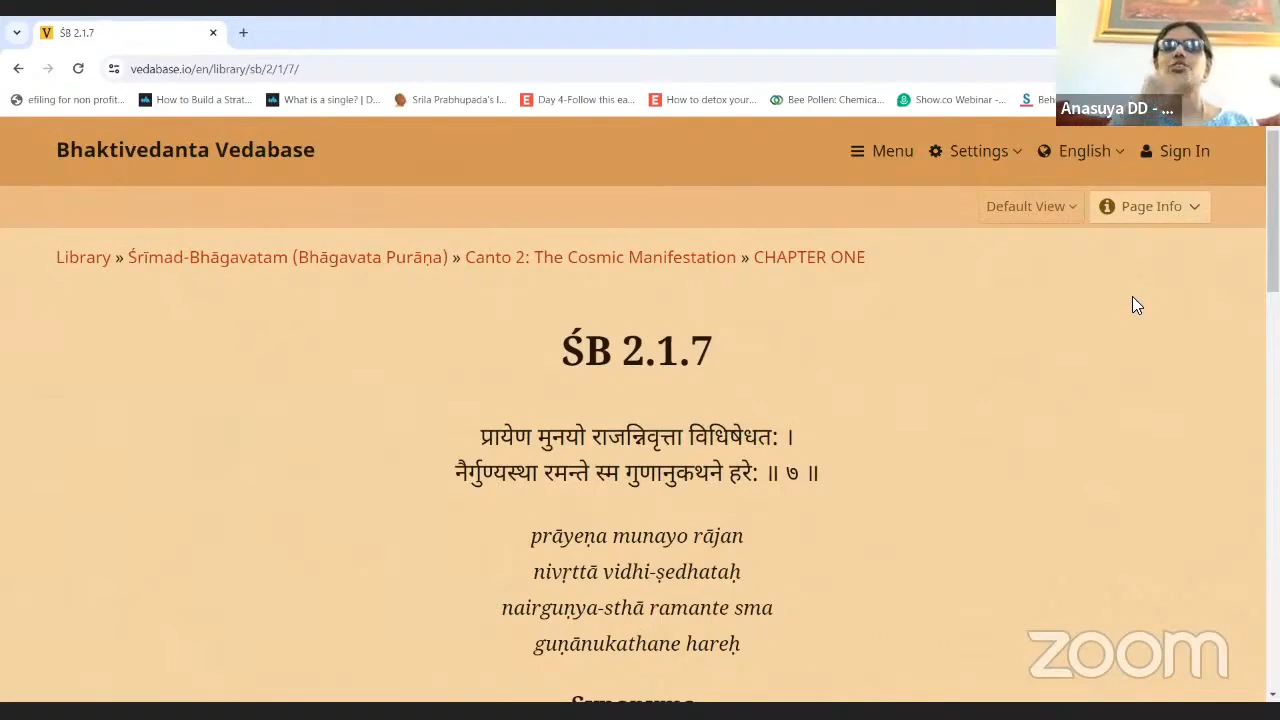 ŚB 2.1.7
vedabase.io/en/library/sb/2/1/7/
efiling for non profit...
How to Build a Strat...
What is a single: I D...
Srila Prabhupada's I...
Day 4-Follow this ea...
How to detox your...
Bee Pollen: Chemica...
Show.co Webinar -...
Beh
Anasuya DD - ...
Bhaktivedanta Vedabase
Menu
Settings
English
Sign In
Default View
Page Info
Library » Śrīmad-Bhāgavatam (Bhāgavata Purāṇa) » Canto 2: The Cosmic Manifestation » CHAPTER ONE
ŚB 2.1.7
प्रायेण मुनयो राजन्निवृत्ता विधिषेधत: ।
नैर्गुण्यस्था रमन्ते स्म गुणानुकथने हरे: ॥ ७ ॥
prāyeṇa munayo rājan
nivṛttā vidhi-ṣedhataḥ
nairguṇya-sthā ramante sma
guṇānukathane hareḥ
zoom